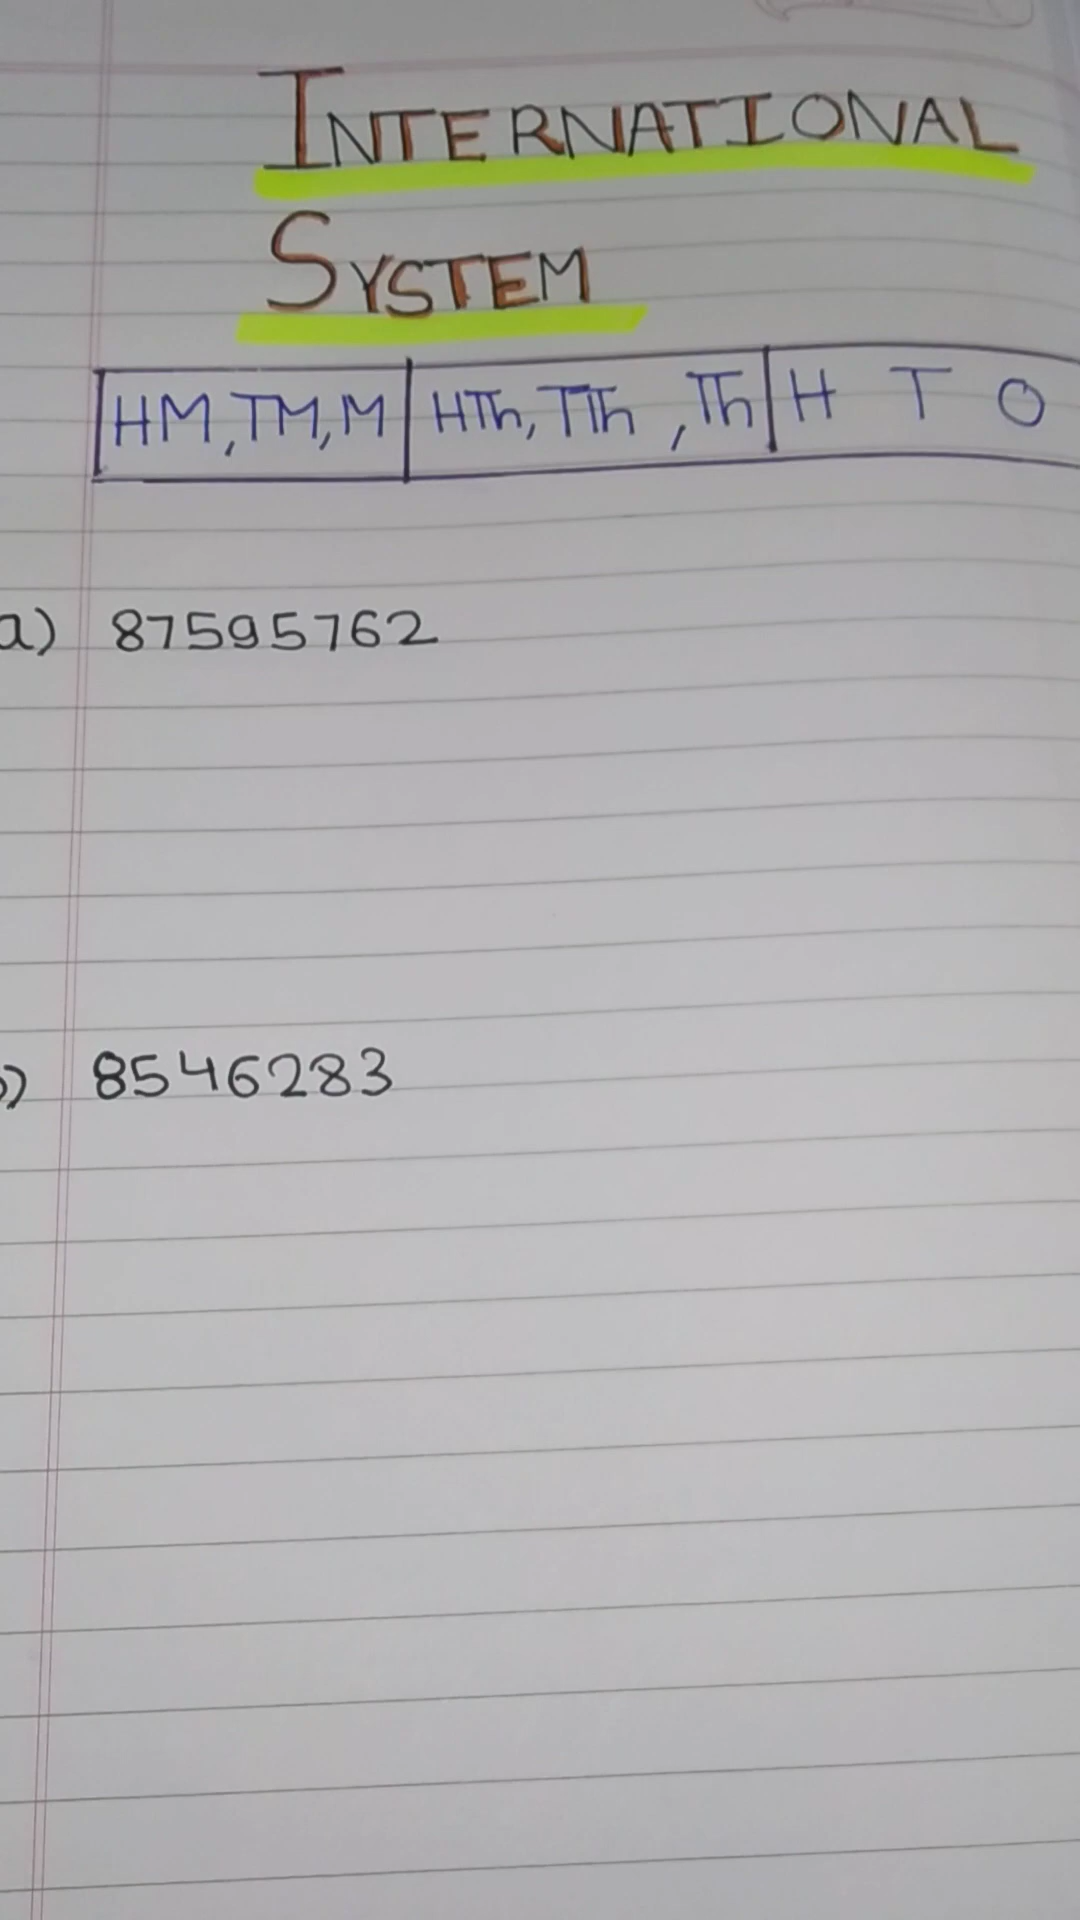 INTERNATIONAL
SYSTEM
HM, TM, M | HTh, TTh , Th | H T O
a) 87595762
) 8546283